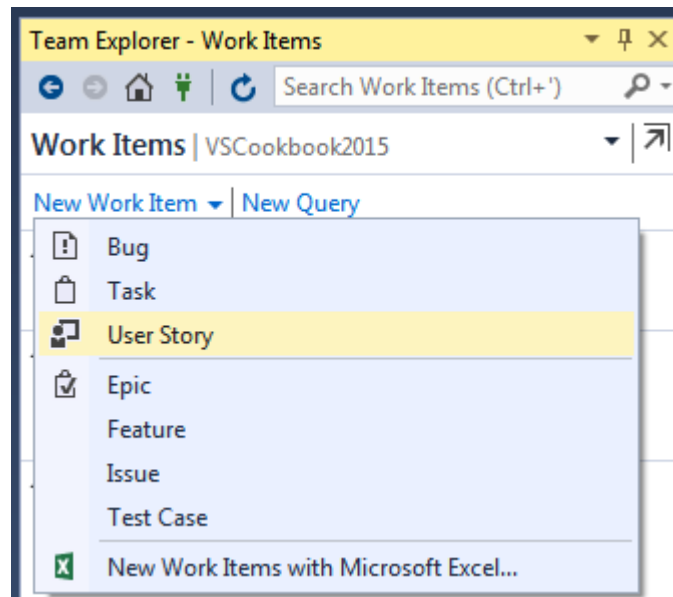 Team Explorer - Work Items
Search Work Items (Ctrl+')
Work Items | VSCookbook2015
New Work Item | New Query
Bug
Task
User Story
Epic
Feature
Issue
Test Case
New Work Items with Microsoft Excel...